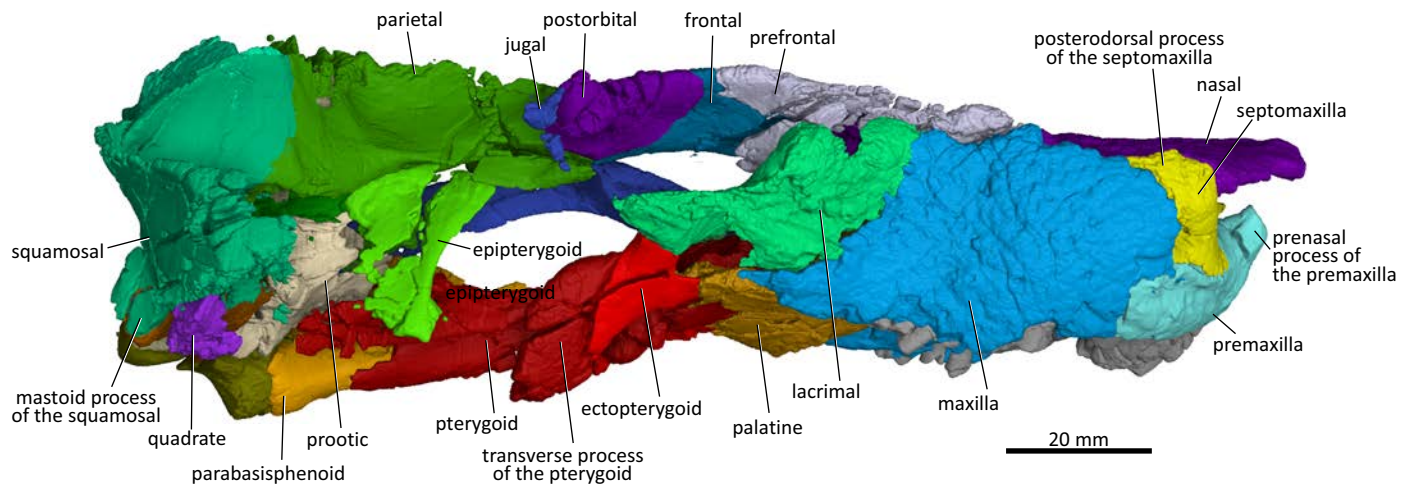 parietal
jugal
postorbital
frontal
prefrontal
posterodorsal process
of the septomaxilla
nasal
septomaxilla
squamosal
epipterygoid
epipterygoid
prenasal
process of
the premaxilla
premaxilla
mastoid process
of the squamosal
quadrate
parabasisphenoid
prootic
pterygoid
transverse process
of the pterygoid
ectopterygoid
palatine
lacrimal
maxilla
20 mm